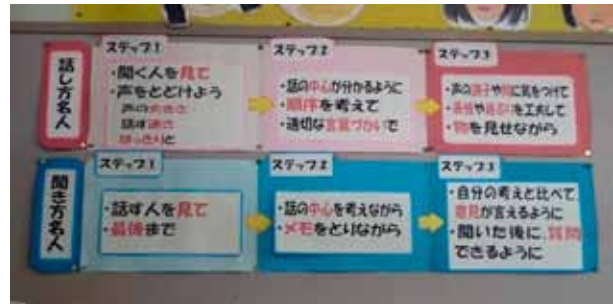 話し方名人
ステップ1
・聞く人を見て
・声をとどけよう
声の大きさ
話す速さ
はっきりと
ステップ2
・話の中心が分かるように
・順序を考えて
・適切な言葉づかいで
ステップ3
・声の調子や間に気をつけて
・表情や身ぶりを工夫して
・物を見せながら
聞き方名人
ステップ1
・話す人を見て
・最後まで
ステップ2
・話の中心を考えながら
・メモをとりながら
ステップ3
・自分の考えと比べて
意見が言えるように
・聞いた後に、質問
できるように